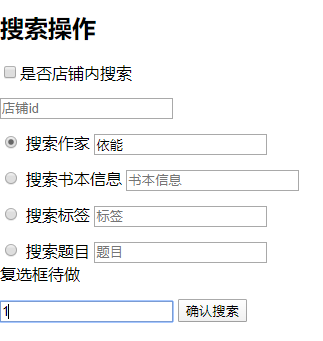 搜索操作
是否店铺内搜索
店铺id
搜索作家 依能
搜索书本信息 书本信息
搜索标签 标签
搜索题目 题目
复选框待做
1 确认搜索